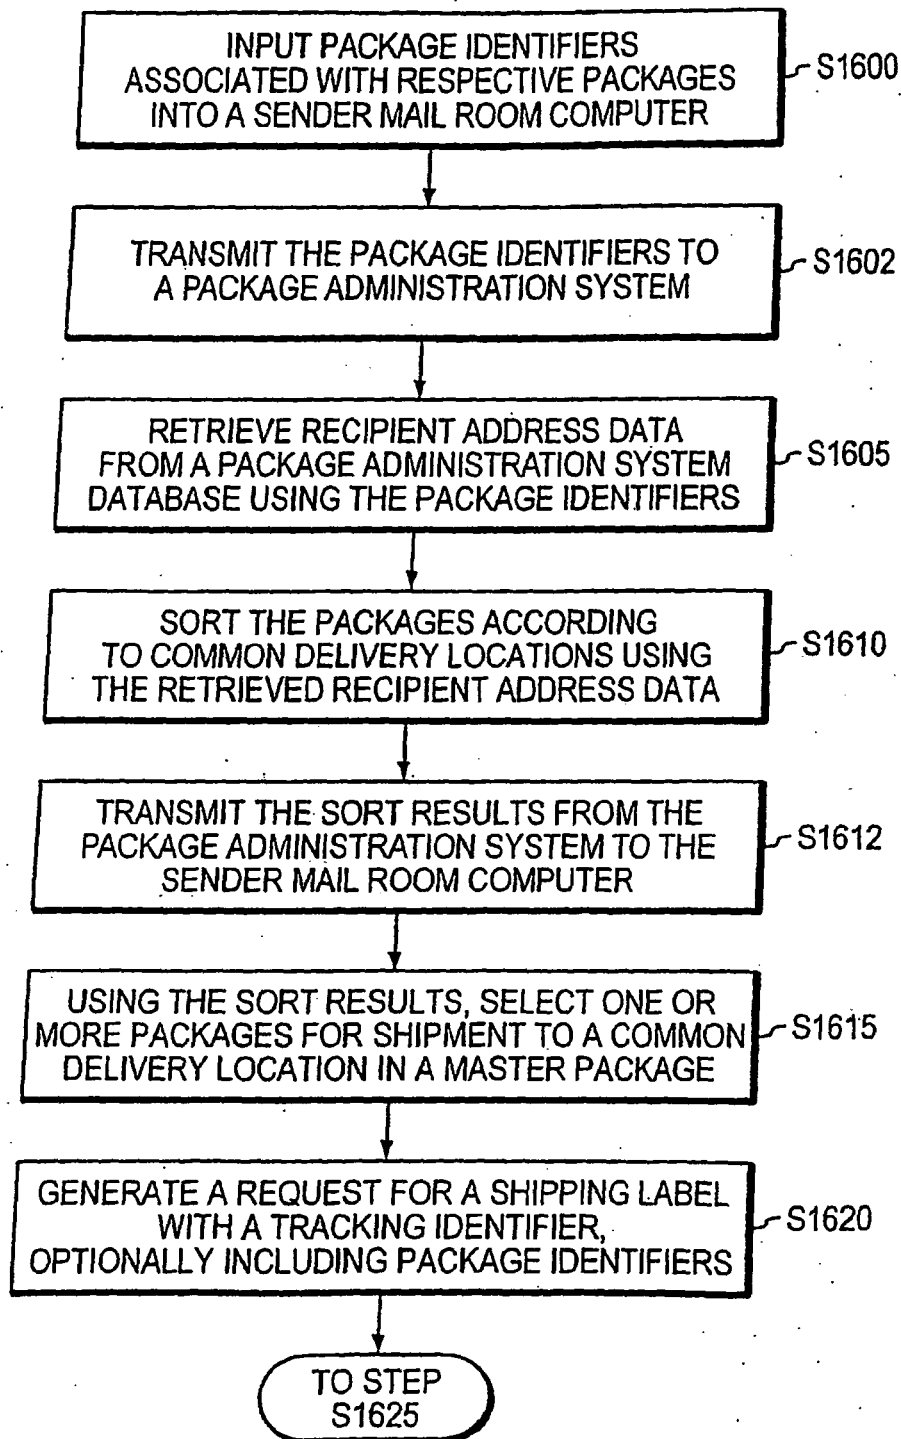 INPUT PACKAGE IDENTIFIERS
ASSOCIATED WITH RESPECTIVE PACKAGES
INTO A SENDER MAIL ROOM COMPUTER
S1600
TRANSMIT THE PACKAGE IDENTIFIERS TO
A PACKAGE ADMINISTRATION SYSTEM
S1602
RETRIEVE RECIPIENT ADDRESS DATA
FROM A PACKAGE ADMINISTRATION SYSTEM
DATABASE USING THE PACKAGE IDENTIFIERS
S1605
SORT THE PACKAGES ACCORDING
TO COMMON DELIVERY LOCATIONS USING
THE RETRIEVED RECIPIENT ADDRESS DATA
S1610
TRANSMIT THE SORT RESULTS FROM THE
PACKAGE ADMINISTRATION SYSTEM TO THE
SENDER MAIL ROOM COMPUTER
S1612
USING THE SORT RESULTS, SELECT ONE OR
MORE PACKAGES FOR SHIPMENT TO A COMMON
DELIVERY LOCATION IN A MASTER PACKAGE
S1615
GENERATE A REQUEST FOR A SHIPPING LABEL
WITH A TRACKING IDENTIFIER,
OPTIONALLY INCLUDING PACKAGE IDENTIFIERS
S1620
TO STEP
S1625